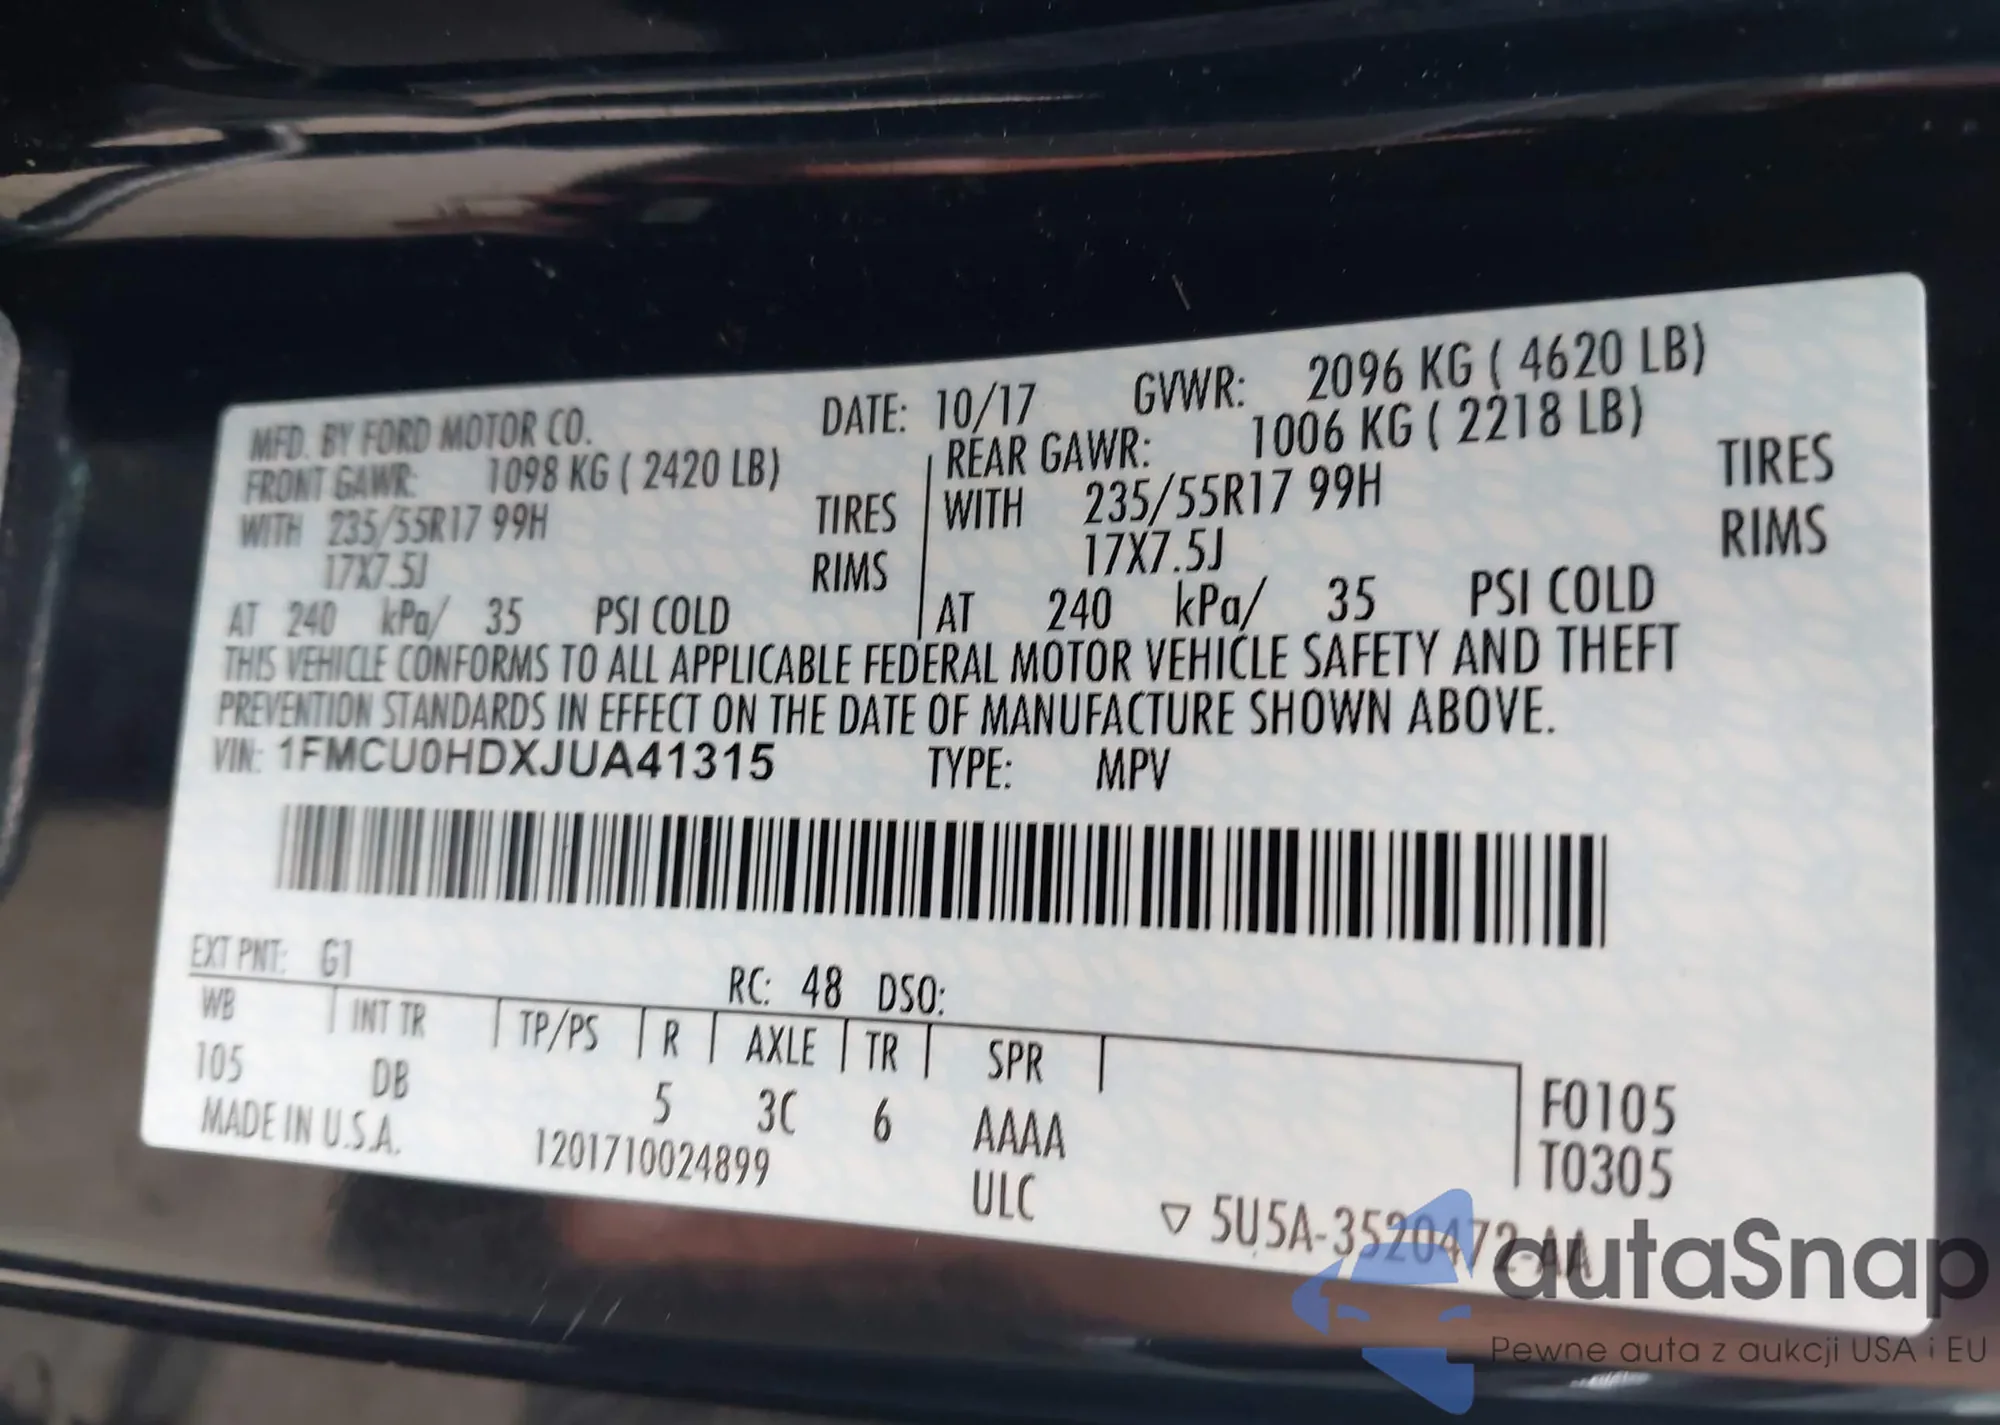 MFD. BY FORD MOTOR CO. DATE: 10/17 GVWR: 2096 KG ( 4620 LB)
FRONT GAWR: 1098 KG ( 2420 LB) REAR GAWR: 1006 KG ( 2218 LB)
WITH 235/55R17 99H TIRES WITH 235/55R17 99H TIRES
17X7.5J RIMS 17X7.5J RIMS
AT 240 kPa/ 35 PSI COLD AT 240 kPa/ 35 PSI COLD
THIS VEHICLE CONFORMS TO ALL APPLICABLE FEDERAL MOTOR VEHICLE SAFETY AND THEFT
PREVENTION STANDARDS IN EFFECT ON THE DATE OF MANUFACTURE SHOWN ABOVE.
VIN: 1FMCU0HDXJUA41315 TYPE: MPV
EXT PNT: G1 RC: 48 DSO:
WB INT TR TP/PS R AXLE TR SPR
105 DB 5 3C 6 AAAA F0105
MADE IN U.S.A. 1201710024899 ULC T0305
▽ 5U5A-3520472-AA
autaSnap
Pewne auta z aukcji USA i EU